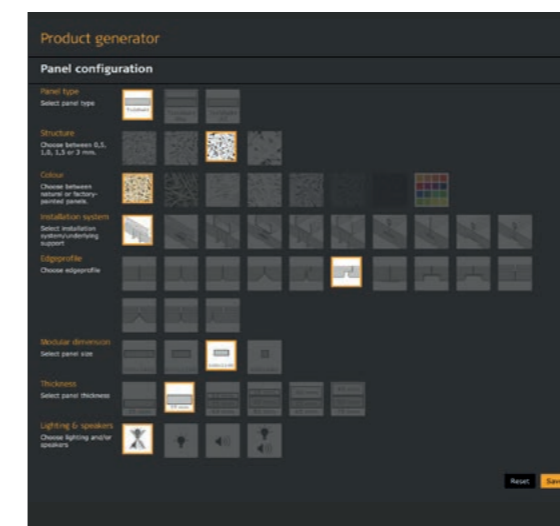 Product generator
Panel configuration
Panel type
Select panel type
Structure
Choose between 0,5,
1,0, 1,5 or 3 mm.
Colour
Choose between
natural or factory-
painted panels.
Installation system
Select installation
system/underlying
support
Edgeprofile
Choose edgeprofile
Modular dimension
Select panel size
Thickness
Select panel thickness
Lighting & speakers
Choose lighting and/or
speakers
Reset
Save